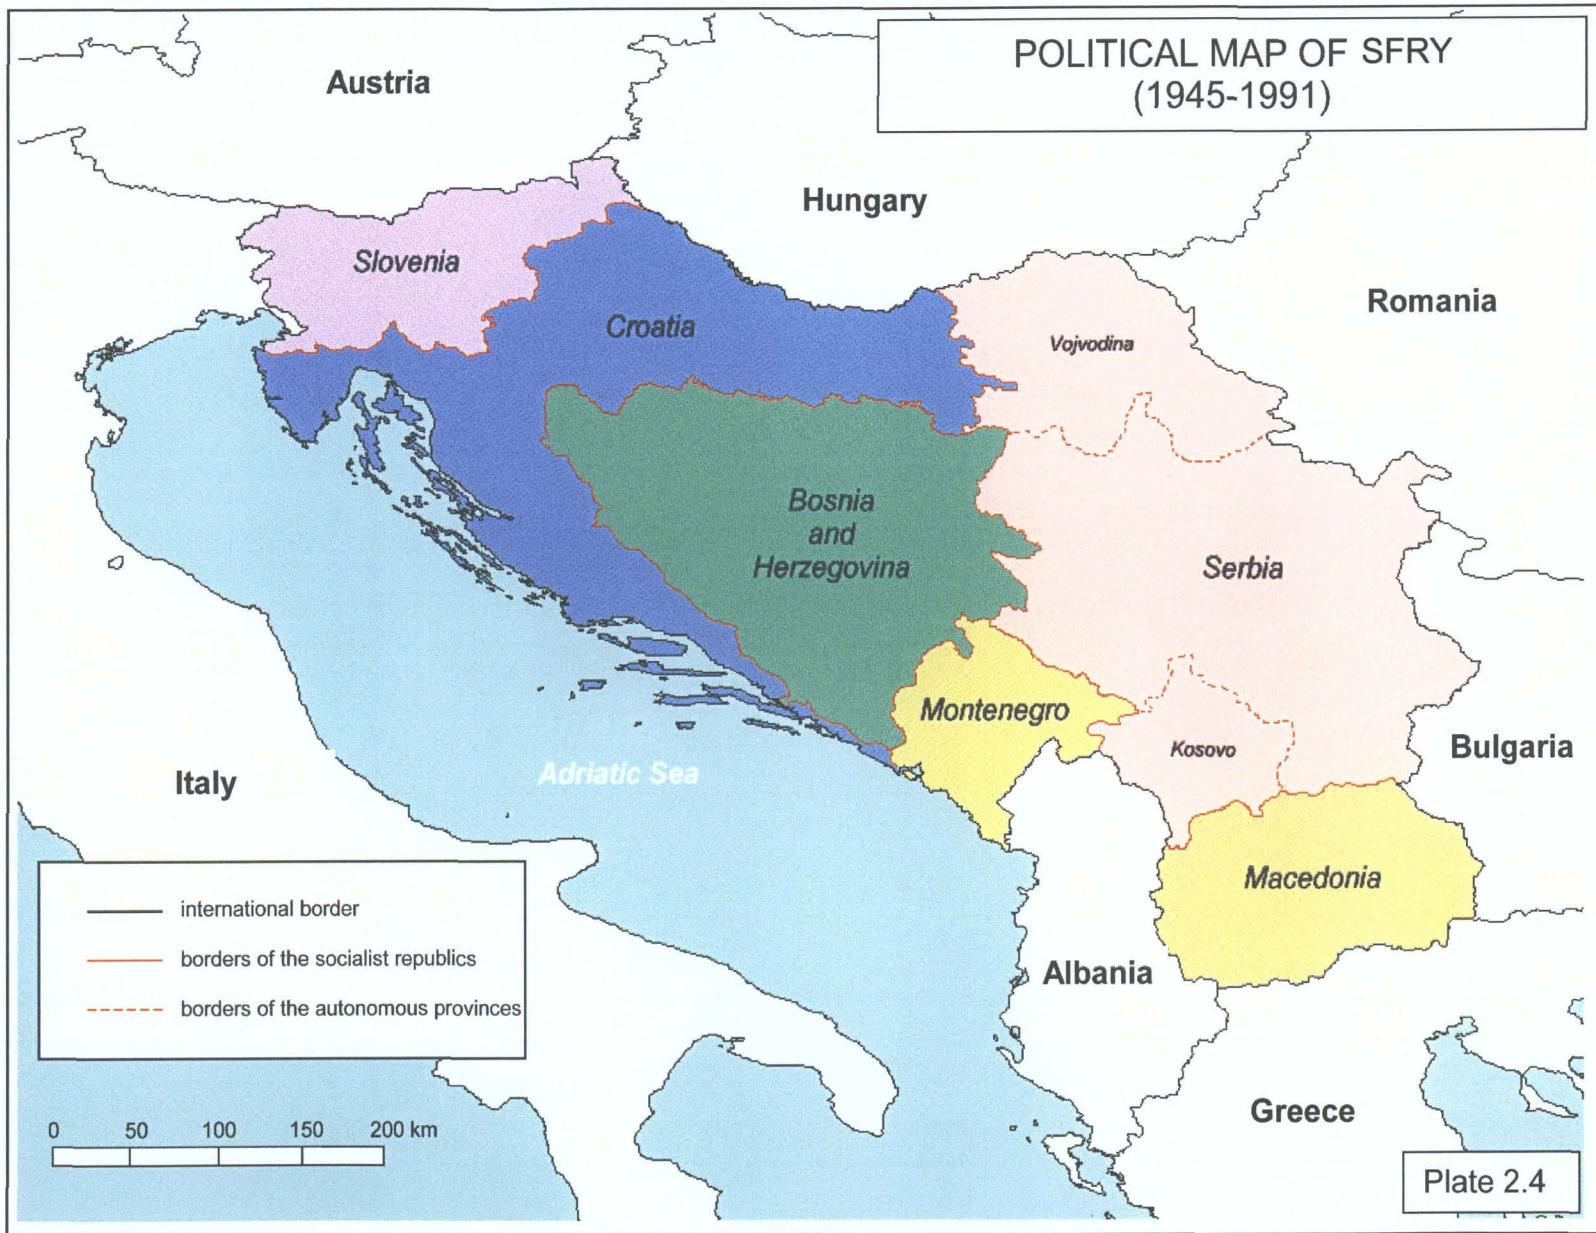 POLITICAL MAP OF SFRY
(1945-1991)
Austria
Hungary
Slovenia
Romania
Croatia
Vojvodina
Bosnia
and
Herzegovina
Serbia
Montenegro
Kosovo
Bulgaria
Adriatic Sea
Italy
Macedonia
international border
borders of the socialist republics
borders of the autonomous provinces
Albania
Greece
0 50 100 150 200 km
Plate 2.4